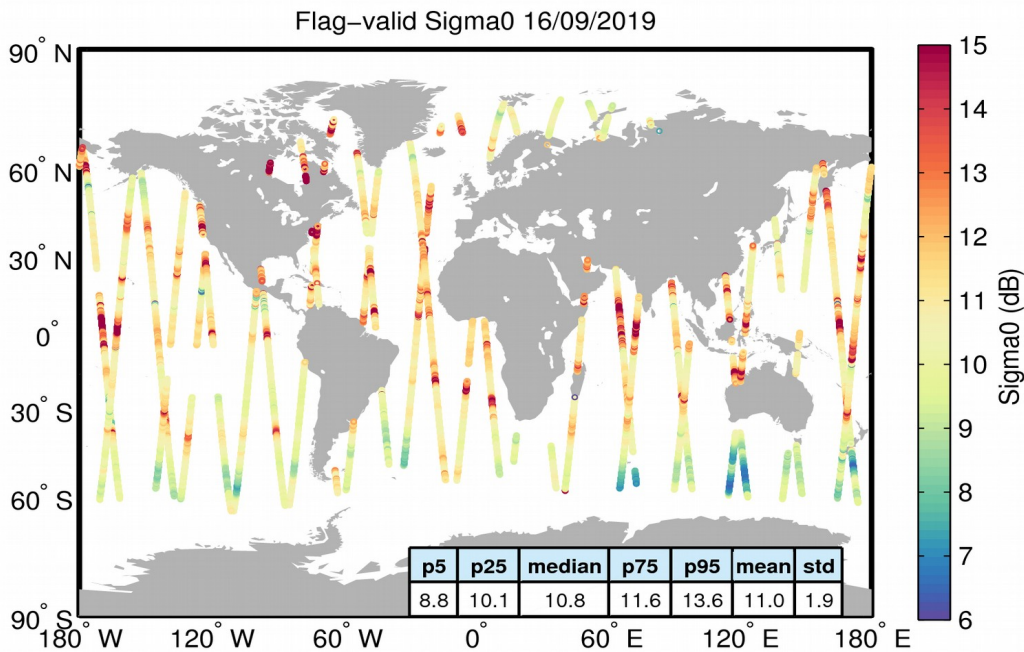 Flag−valid Sigma0 16/09/2019
90° N
60° N
30° N
0°
30° S
60° S
90° S
180° W
120° W
60° W
0°
60° E
120° E
180° E
p5 p25 median p75 p95 mean std
8.8 10.1 10.8 11.6 13.6 11.0 1.9
15
14
13
12
11
10
9
8
7
6
Sigma0 (dB)